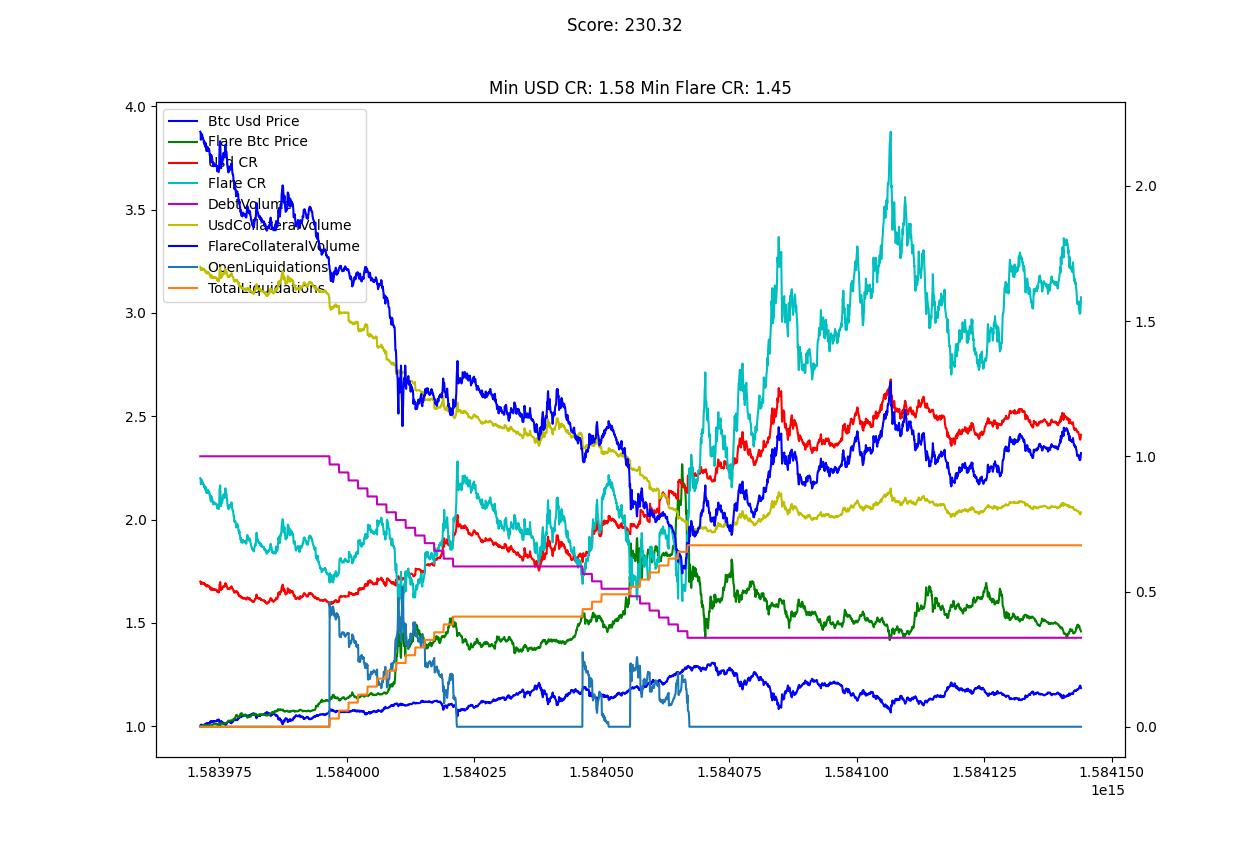 Score: 230.32
Min USD CR: 1.58 Min Flare CR: 1.45
4.0
3.5
3.0
2.5
2.0
1.5
1.0
Btc Usd Price
Flare Btc Price
Usd CR
Flare CR
DebtVolume
UsdCollateralVolume
FlareCollateralVolume
OpenLiquidations
TotalLiquidations
2.0
1.5
1.0
0.5
0.0
1.583975 1.584000 1.584025 1.584050 1.584075 1.584100 1.584125 1.584150
1e15